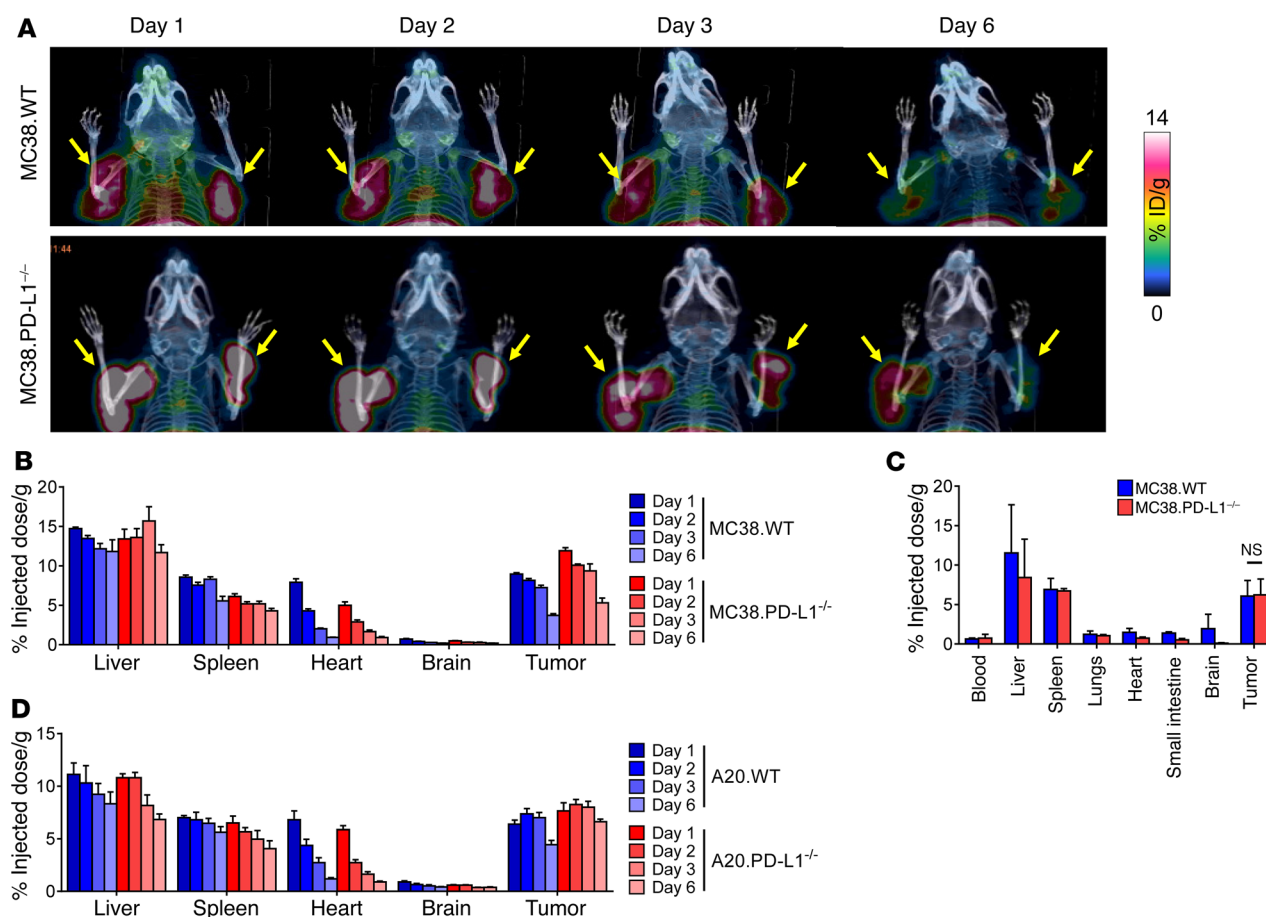 A
Day 1
Day 2
Day 3
Day 6
MC38.WT
MC38.PD-L1–/–
1:44
14
% ID/g
0
B
% Injected dose/g
20
15
10
5
0
Liver
Spleen
Heart
Brain
Tumor
Day 1
Day 2
Day 3
Day 6
MC38.WT
Day 1
Day 2
Day 3
Day 6
MC38.PD-L1-/-
C
% Injected dose/g
20
15
10
5
0
MC38.WT
MC38.PD-L1–/–
NS
Blood
Liver
Spleen
Lungs
Heart
Small intestine
Brain
Tumor
D
% Injected dose/g
15
10
5
0
Liver
Spleen
Heart
Brain
Tumor
Day 1
Day 2
Day 3
Day 6
A20.WT
Day 1
Day 2
Day 3
Day 6
A20.PD-L1-/-